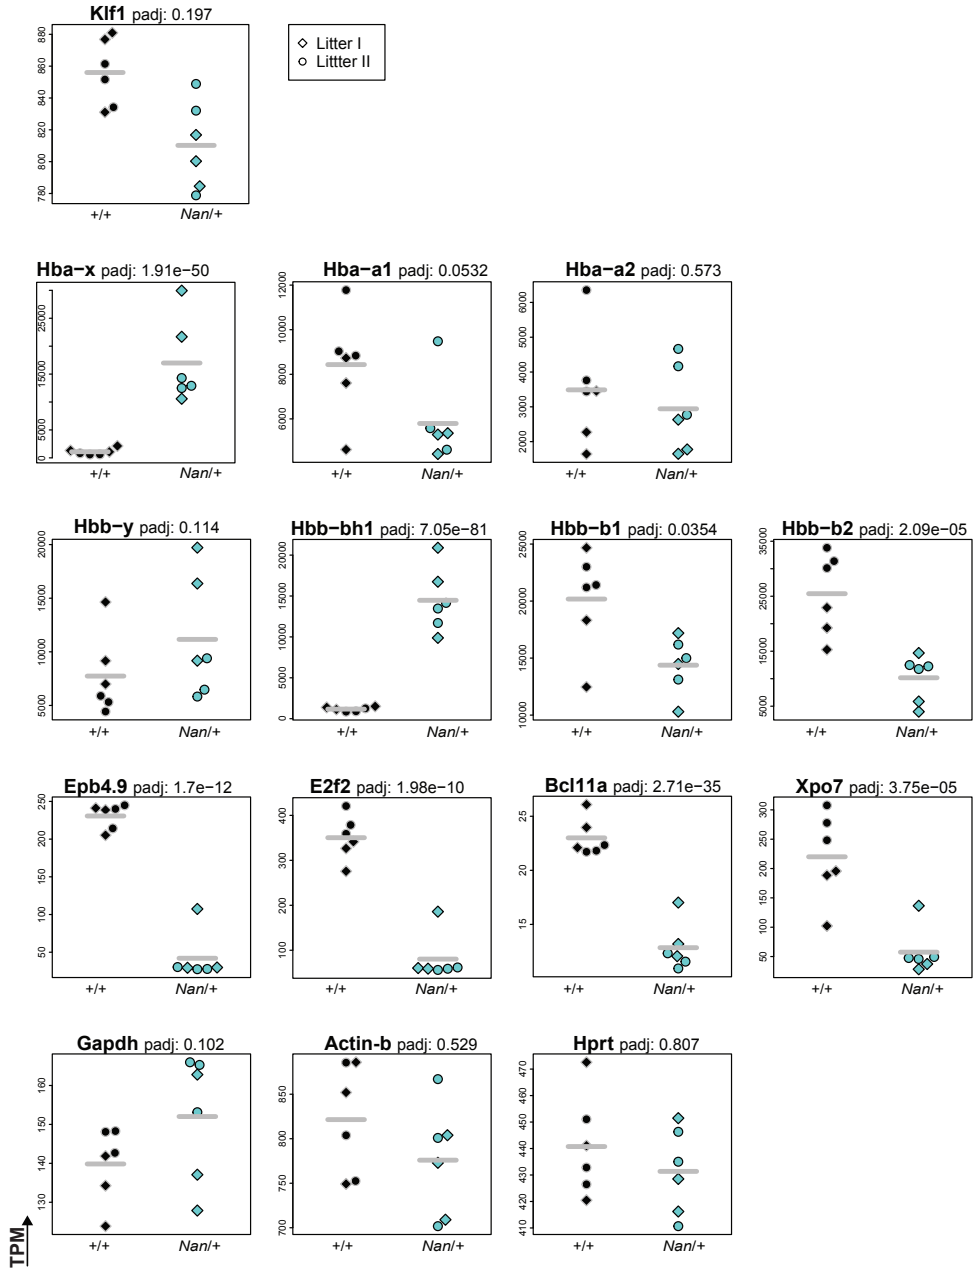 Klf1 padj: 0.197
880
860
840
820
800
780
+/+ Nan/+
Litter I
Littter II
Hba−x padj: 1.91e−50
25000
15000
5000
0
+/+ Nan/+
Hba−a1 padj: 0.0532
12000
10000
8000
6000
+/+ Nan/+
Hba−a2 padj: 0.573
6000
5000
4000
3000
2000
+/+ Nan/+
Hbb−y padj: 0.114
20000
15000
10000
5000
+/+ Nan/+
Hbb−bh1 padj: 7.05e−81
20000
15000
10000
5000
0
+/+ Nan/+
Hbb−b1 padj: 0.0354
25000
20000
15000
10000
+/+ Nan/+
Hbb−b2 padj: 2.09e−05
35000
25000
15000
5000
+/+ Nan/+
Epb4.9 padj: 1.7e−12
250
200
150
100
50
+/+ Nan/+
E2f2 padj: 1.98e−10
400
300
100
+/+ Nan/+
Bcl11a padj: 2.71e−35
25
20
15
+/+ Nan/+
Xpo7 padj: 3.75e−05
300
250
200
150
100
50
+/+ Nan/+
Gapdh padj: 0.102
160
150
140
130
+/+ Nan/+
Actin-b padj: 0.529
850
800
750
700
+/+ Nan/+
Hprt padj: 0.807
470
460
450
440
430
420
410
+/+ Nan/+
TPM